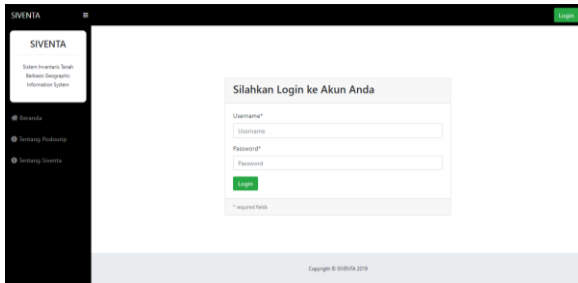 SIVENTA
Login
SIVENTA
Sistem Inventaris Tanah
Berbasis Geographic
Information System
Beranda
Tentang Podourip
Tentang Siventa
Silahkan Login ke Akun Anda
Username*
Username
Password*
Password
Login
* required fields
Copyright © SIVENTA 2019